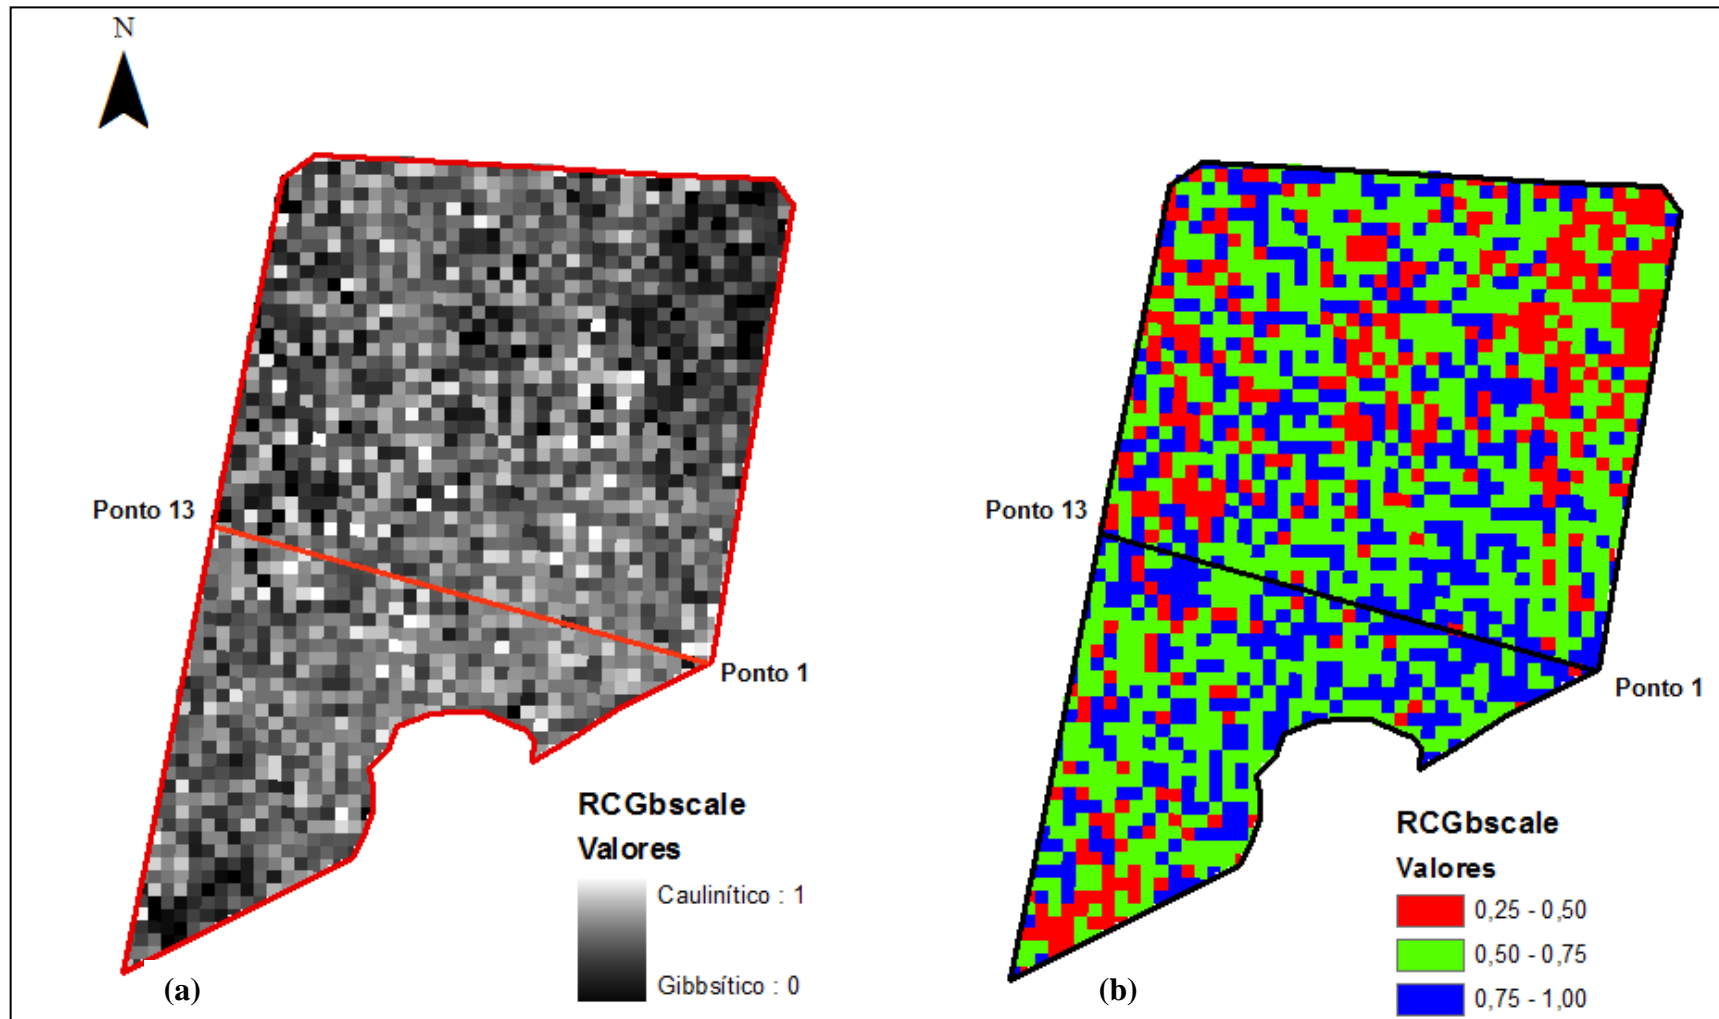 N
Ponto 13
Ponto 1
RCGbscale
Valores
Caulinítico : 1
Gibbsítico : 0
(a)
Ponto 13
Ponto 1
RCGbscale
Valores
0,25 - 0,50
0,50 - 0,75
0,75 - 1,00
(b)